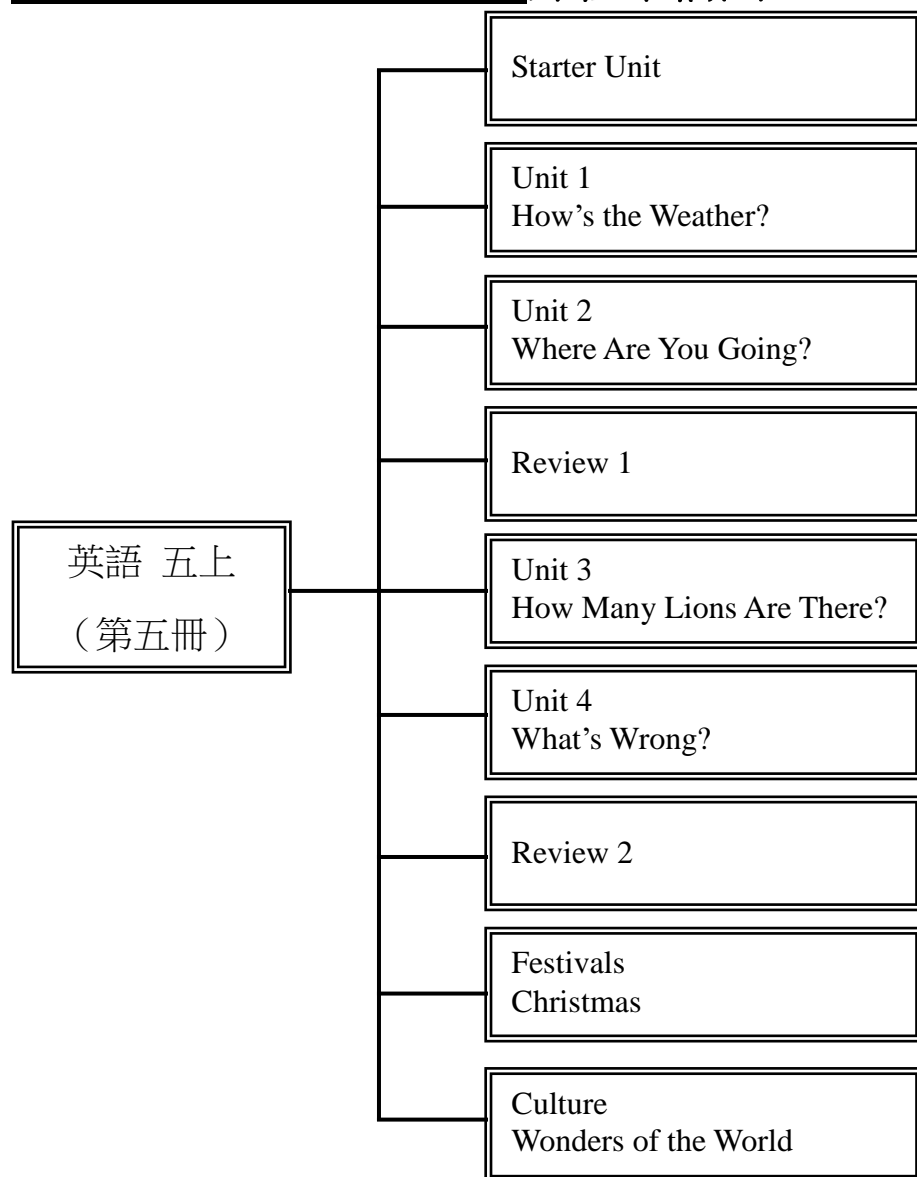 Starter Unit
Unit 1
How’s the Weather?
Unit 2
Where Are You Going?
Review 1
英語 五上
（第五冊）
Unit 3
How Many Lions Are There?
Unit 4
What’s Wrong?
Review 2
Festivals
Christmas
Culture
Wonders of the World